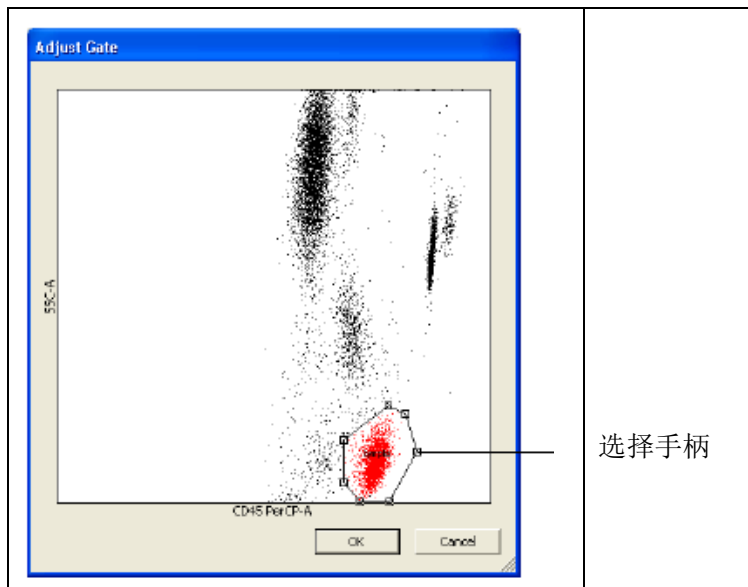 Adjust Gate
SSC-A
选择手柄
CD45 PerCP-A
OK
Cancel